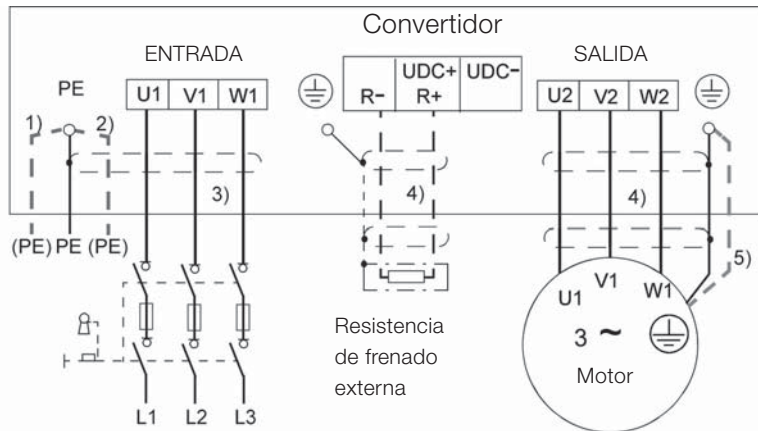 Convertidor
ENTRADA
SALIDA
PE
U1 V1 W1
R− UDC+ R+ UDC−
U2 V2 W2
1) 2)
3)
4)
4)
5)
(PE) PE (PE)
U1 V1 W1
3 ~
Motor
Resistencia
de frenado
externa
L1 L2 L3